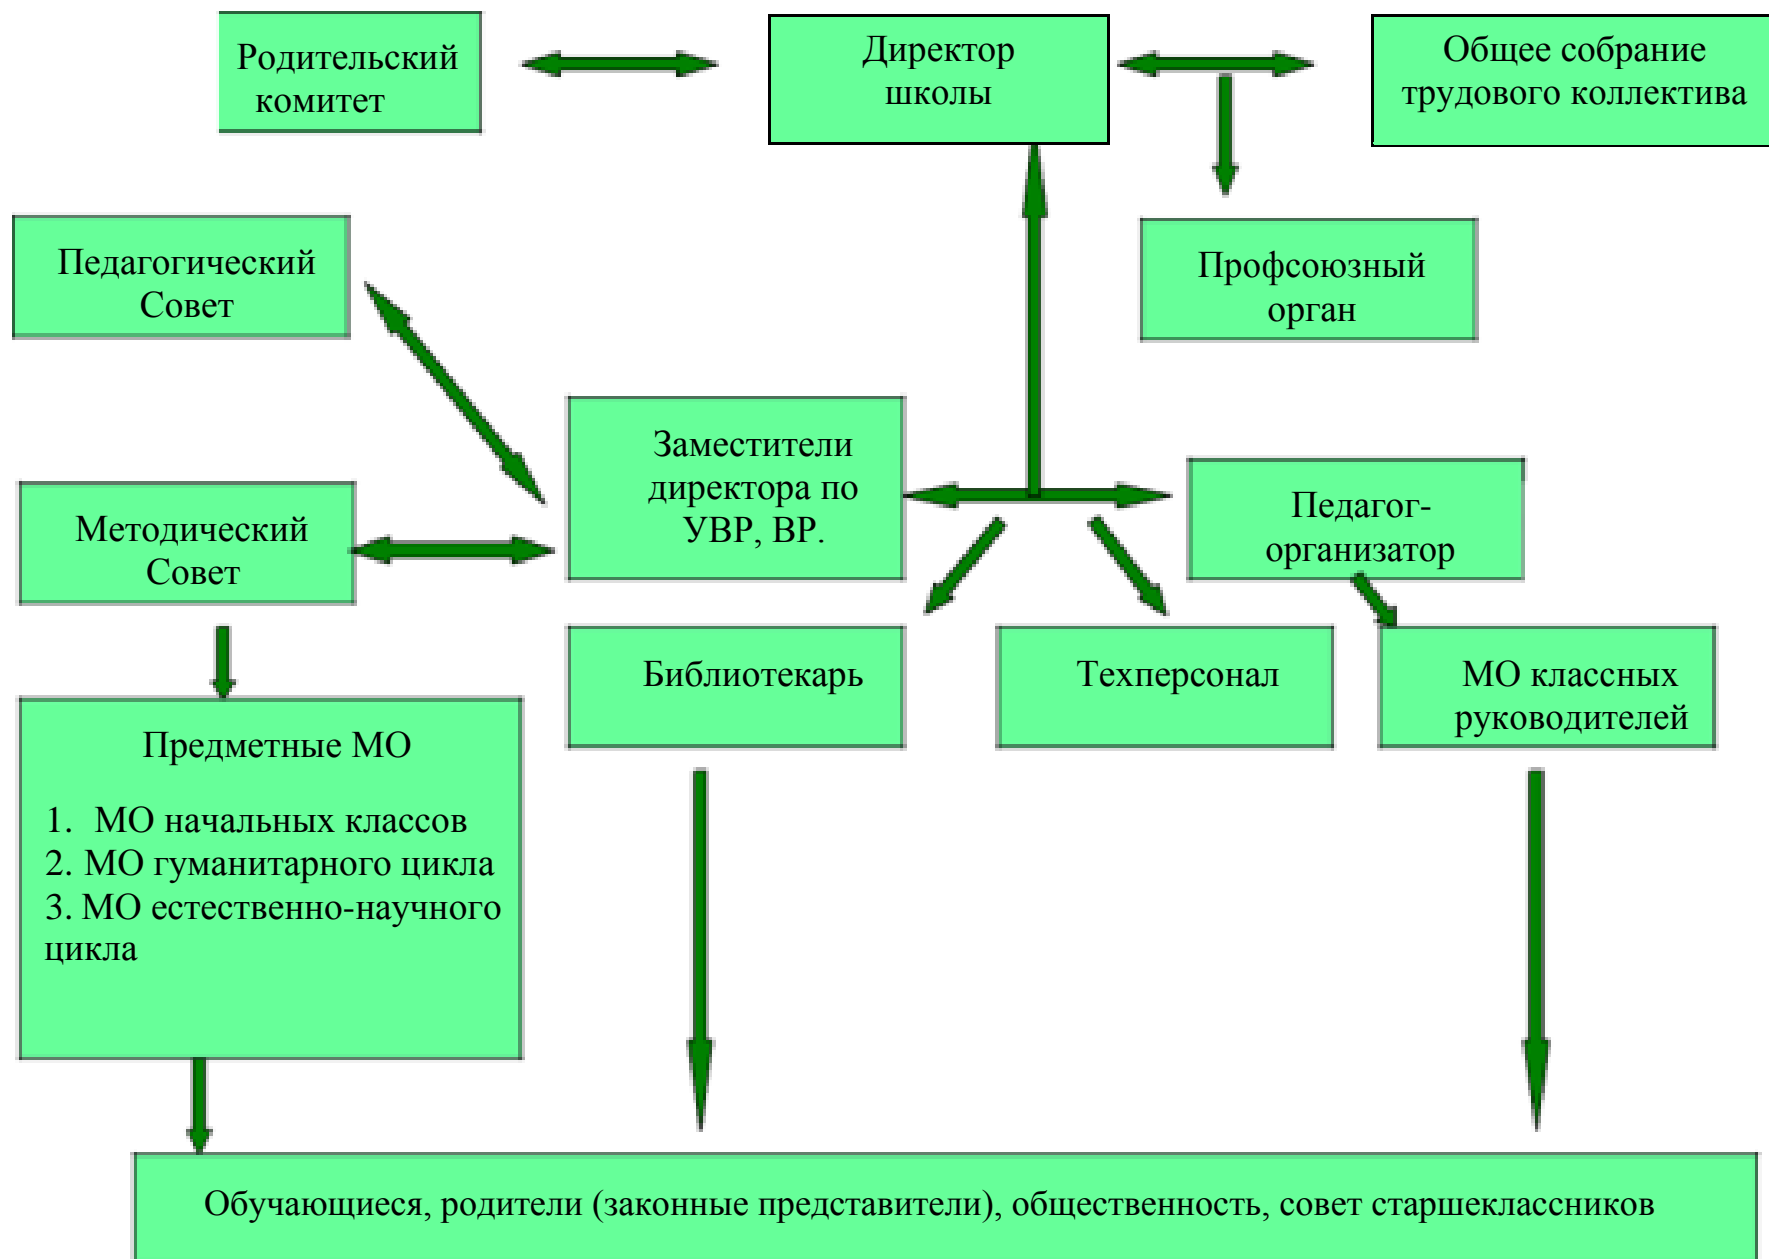 Родительский
комитет
Директор
школы
Общее собрание
трудового коллектива
Педагогический
Совет
Профсоюзный
орган
Заместители
директора по
УВР, ВР.
Педагог-
организатор
Методический
Совет
Библиотекарь
Техперсонал
МО классных
руководителей
Предметные МО
1. МО начальных классов
2. МО гуманитарного цикла
3. МО естественно-научного
цикла
Обучающиеся, родители (законные представители), общественность, совет старшеклассников